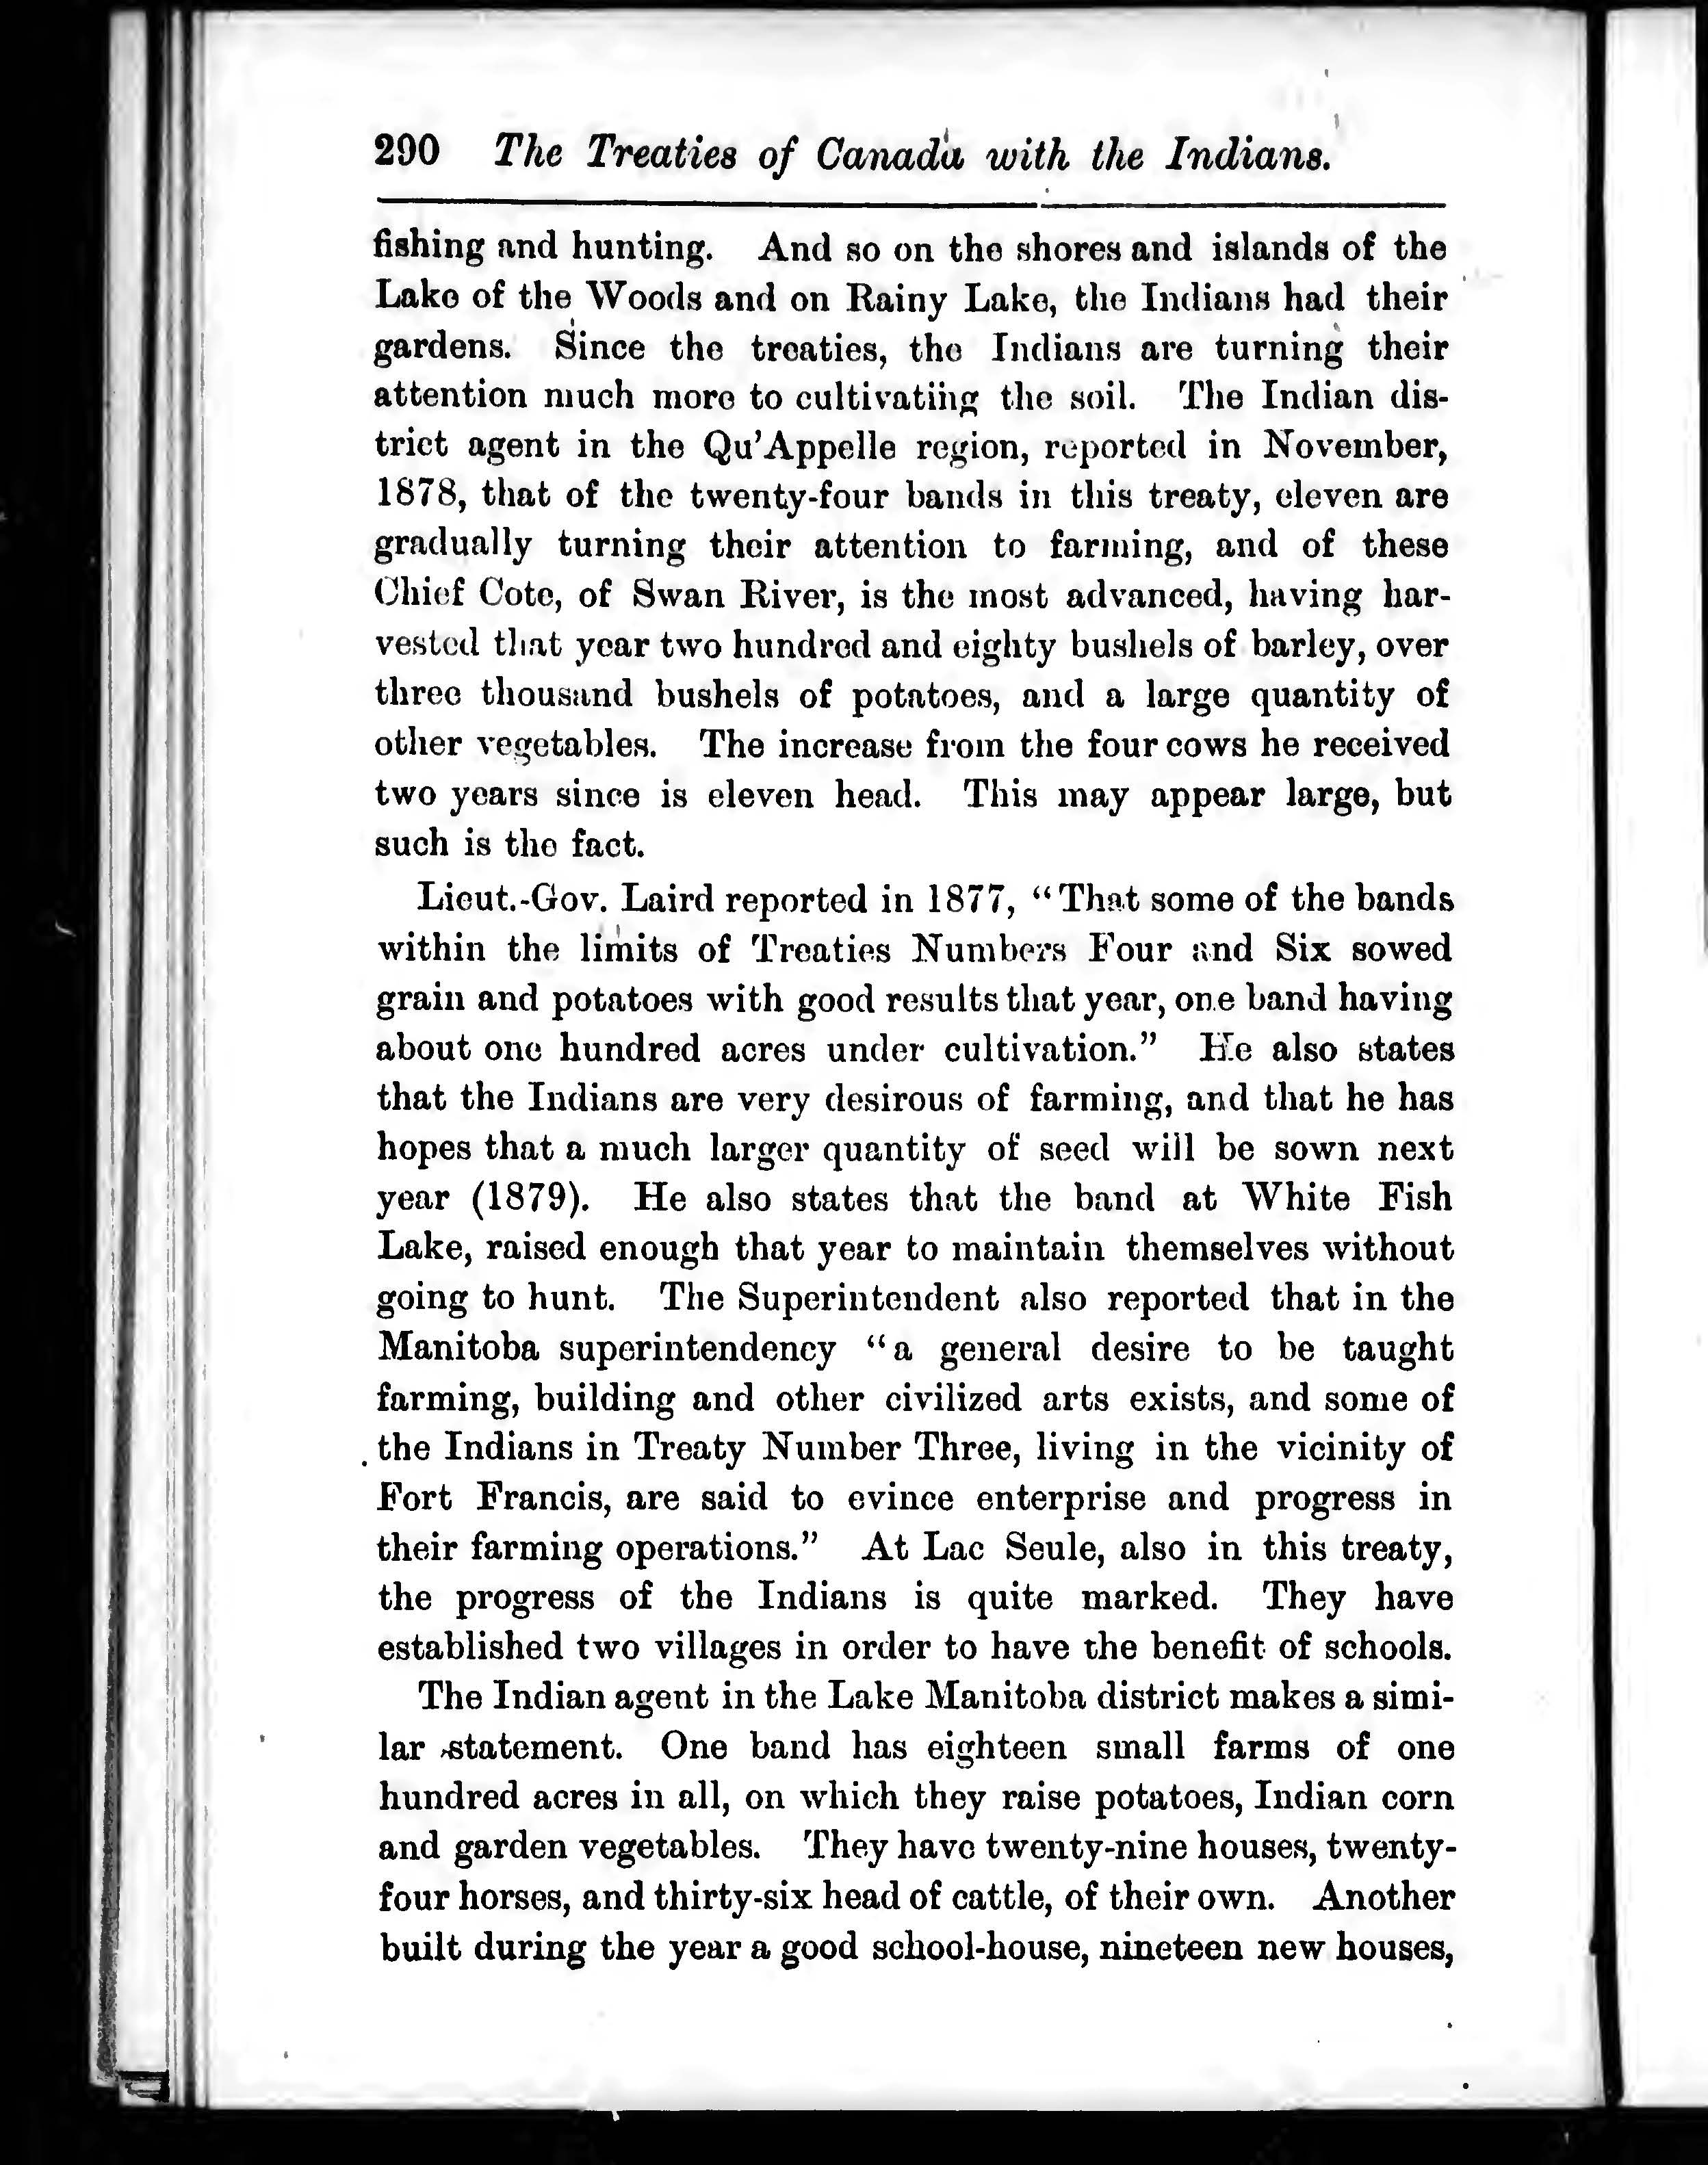 290 The Treaties of Canada with the Indians.
fishing and hunting. And so on the shores and islands of the
Lake of the Woods and on Rainy Lake, the Indians had their
gardens. Since the treaties, the Indians are turning their
attention much more to cultivating the soil. The Indian dis-
trict agent in the Qu'Appelle region, reported in November,
1878, that of the twenty-four bands in this treaty, eleven are
gradually turning their attention to farming, and of these
Chief Cote, of Swan River, is the most advanced, having har-
vested that year two hundred and eighty bushels of barley, over
three thousand bushels of potatoes, and a large quantity of
other vegetables. The increase from the four cows he received
two years since is eleven head. This may appear large, but
such is the fact.
Lieut.-Gov. Laird reported in 1877, "That some of the bands
within the limits of Treaties Numbers Four and Six sowed
grain and potatoes with good results that year, one band having
about one hundred acres under cultivation." He also states
that the Indians are very desirous of farming, and that he has
hopes that a much larger quantity of seed will be sown next
year (1879). He also states that the band at White Fish
Lake, raised enough that year to maintain themselves without
going to hunt. The Superintendent also reported that in the
Manitoba superintendency "a general desire to be taught
farming, building and other civilized arts exists, and some of
the Indians in Treaty Number Three, living in the vicinity of
Fort Francis, are said to evince enterprise and progress in
their farming operations." At Lac Seule, also in this treaty,
the progress of the Indians is quite marked. They have
established two villages in order to have the benefit of schools.
The Indian agent in the Lake Manitoba district makes a simi-
lar statement. One band has eighteen small farms of one
hundred acres in all, on which they raise potatoes, Indian corn
and garden vegetables. They have twenty-nine houses, twenty-
four horses, and thirty-six head of cattle, of their own. Another
built during the year a good school-house, nineteen new houses,